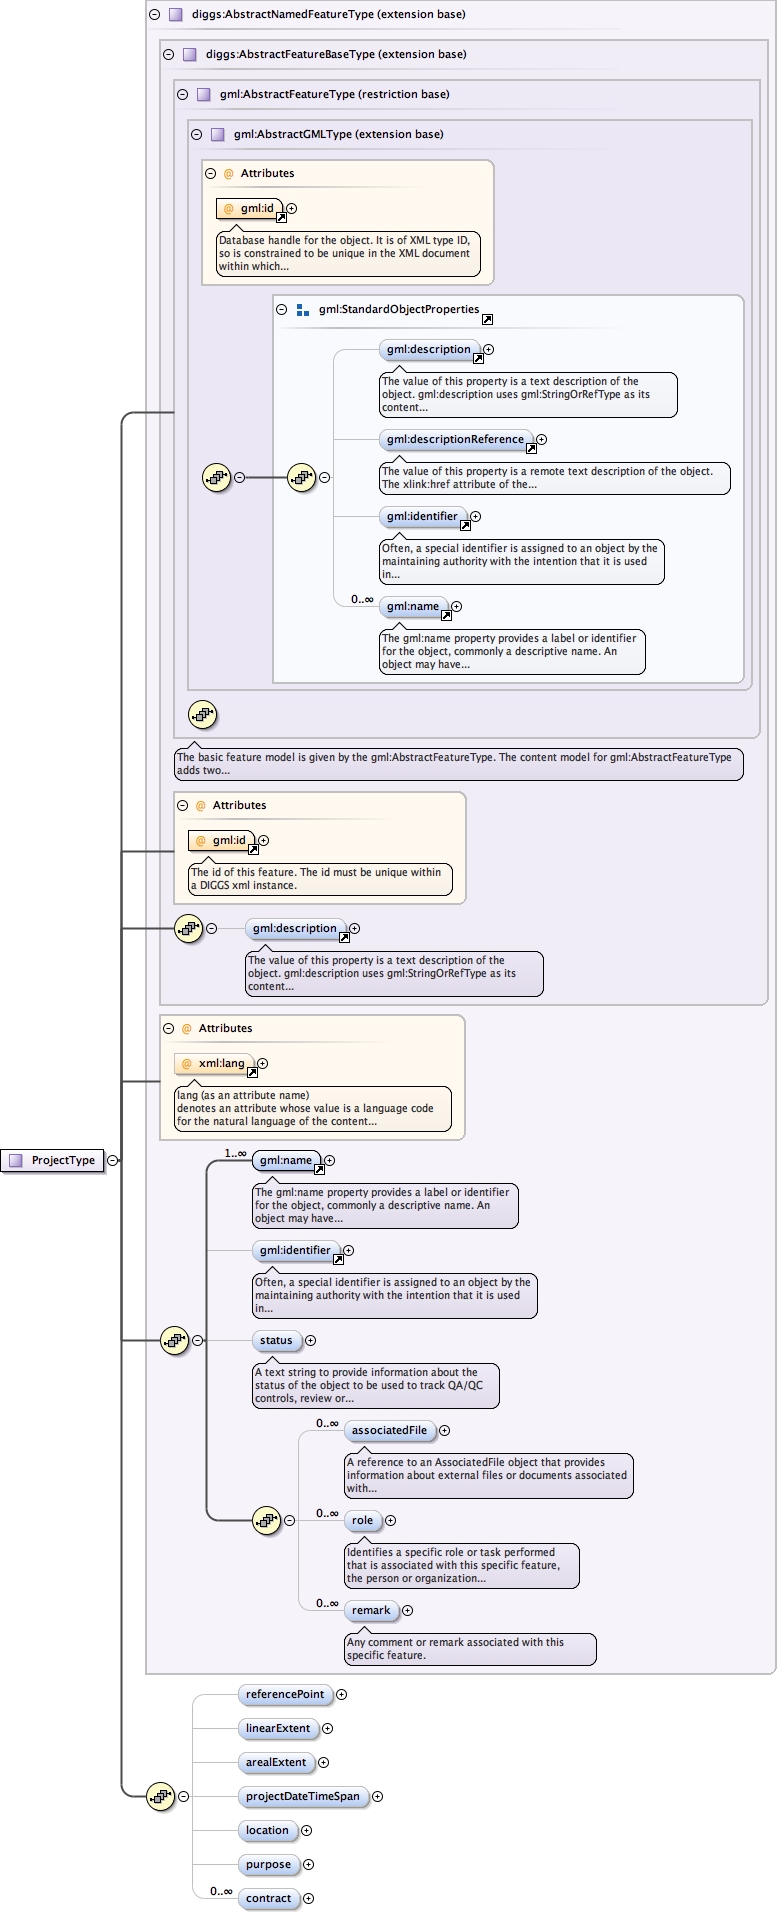 diggs:AbstractNamedFeatureType (extension base)
diggs:AbstractFeatureBaseType (extension base)
gml:AbstractFeatureType (restriction base)
gml:AbstractGMLType (extension base)
@ Attributes
@ gml:id
Database handle for the object. It is of XML type ID,
so is constrained to be unique in the XML document
within which...
gml:StandardObjectProperties
gml:description
The value of this property is a text description of the
object. gml:description uses gml:StringOrRefType as its
content...
gml:descriptionReference
The value of this property is a remote text description of the object.
The xlink:href attribute of the...
gml:identifier
Often, a special identifier is assigned to an object by the
maintaining authority with the intention that it is used
in...
0..∞
gml:name
The gml:name property provides a label or identifier
for the object, commonly a descriptive name. An
object may have...
The basic feature model is given by the gml:AbstractFeatureType. The content model for gml:AbstractFeatureType
adds two...
@ Attributes
@ gml:id
The id of this feature. The id must be unique within
a DIGGS xml instance.
gml:description
The value of this property is a text description of the
object. gml:description uses gml:StringOrRefType as its
content...
@ Attributes
@ xml:lang
lang (as an attribute name)
denotes an attribute whose value is a language code
for the natural language of the content...
ProjectType
1..∞
gml:name
The gml:name property provides a label or identifier
for the object, commonly a descriptive name. An
object may have...
gml:identifier
Often, a special identifier is assigned to an object by the
maintaining authority with the intention that it is used
in...
status
A text string to provide information about the
status of the object to be used to track QA/QC
controls, review or...
0..∞
associatedFile
A reference to an AssociatedFile object that provides
information about external files or documents associated
with...
0..∞
role
Identifies a specific role or task performed
that is associated with this specific feature,
the person or organization...
0..∞
remark
Any comment or remark associated with this
specific feature.
referencePoint
linearExtent
arealExtent
projectDateTimeSpan
location
purpose
0..∞
contract